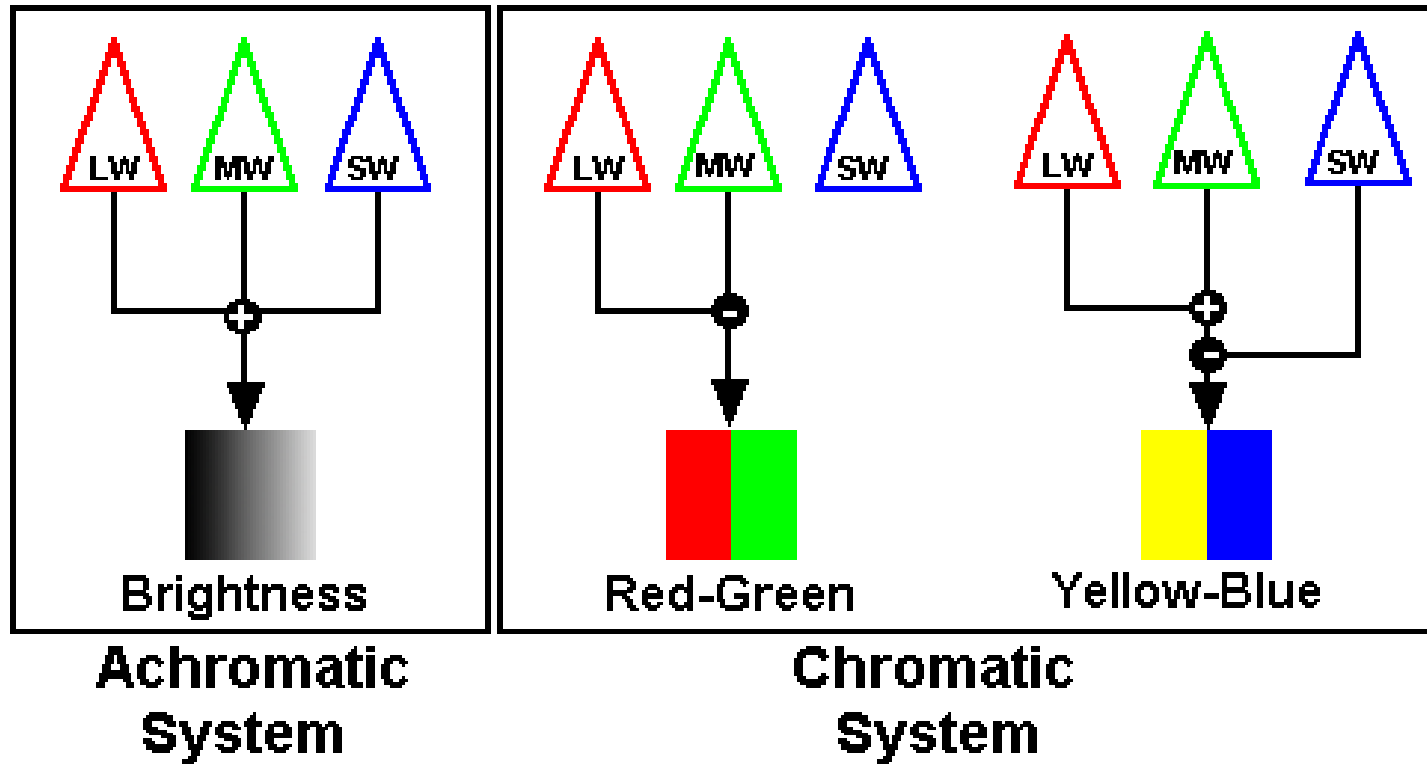 LW MW SW
LW MW SW
LW MW SW
+
-
+
-
Brightness
Red-Green
Yellow-Blue
Achromatic
System
Chromatic
System